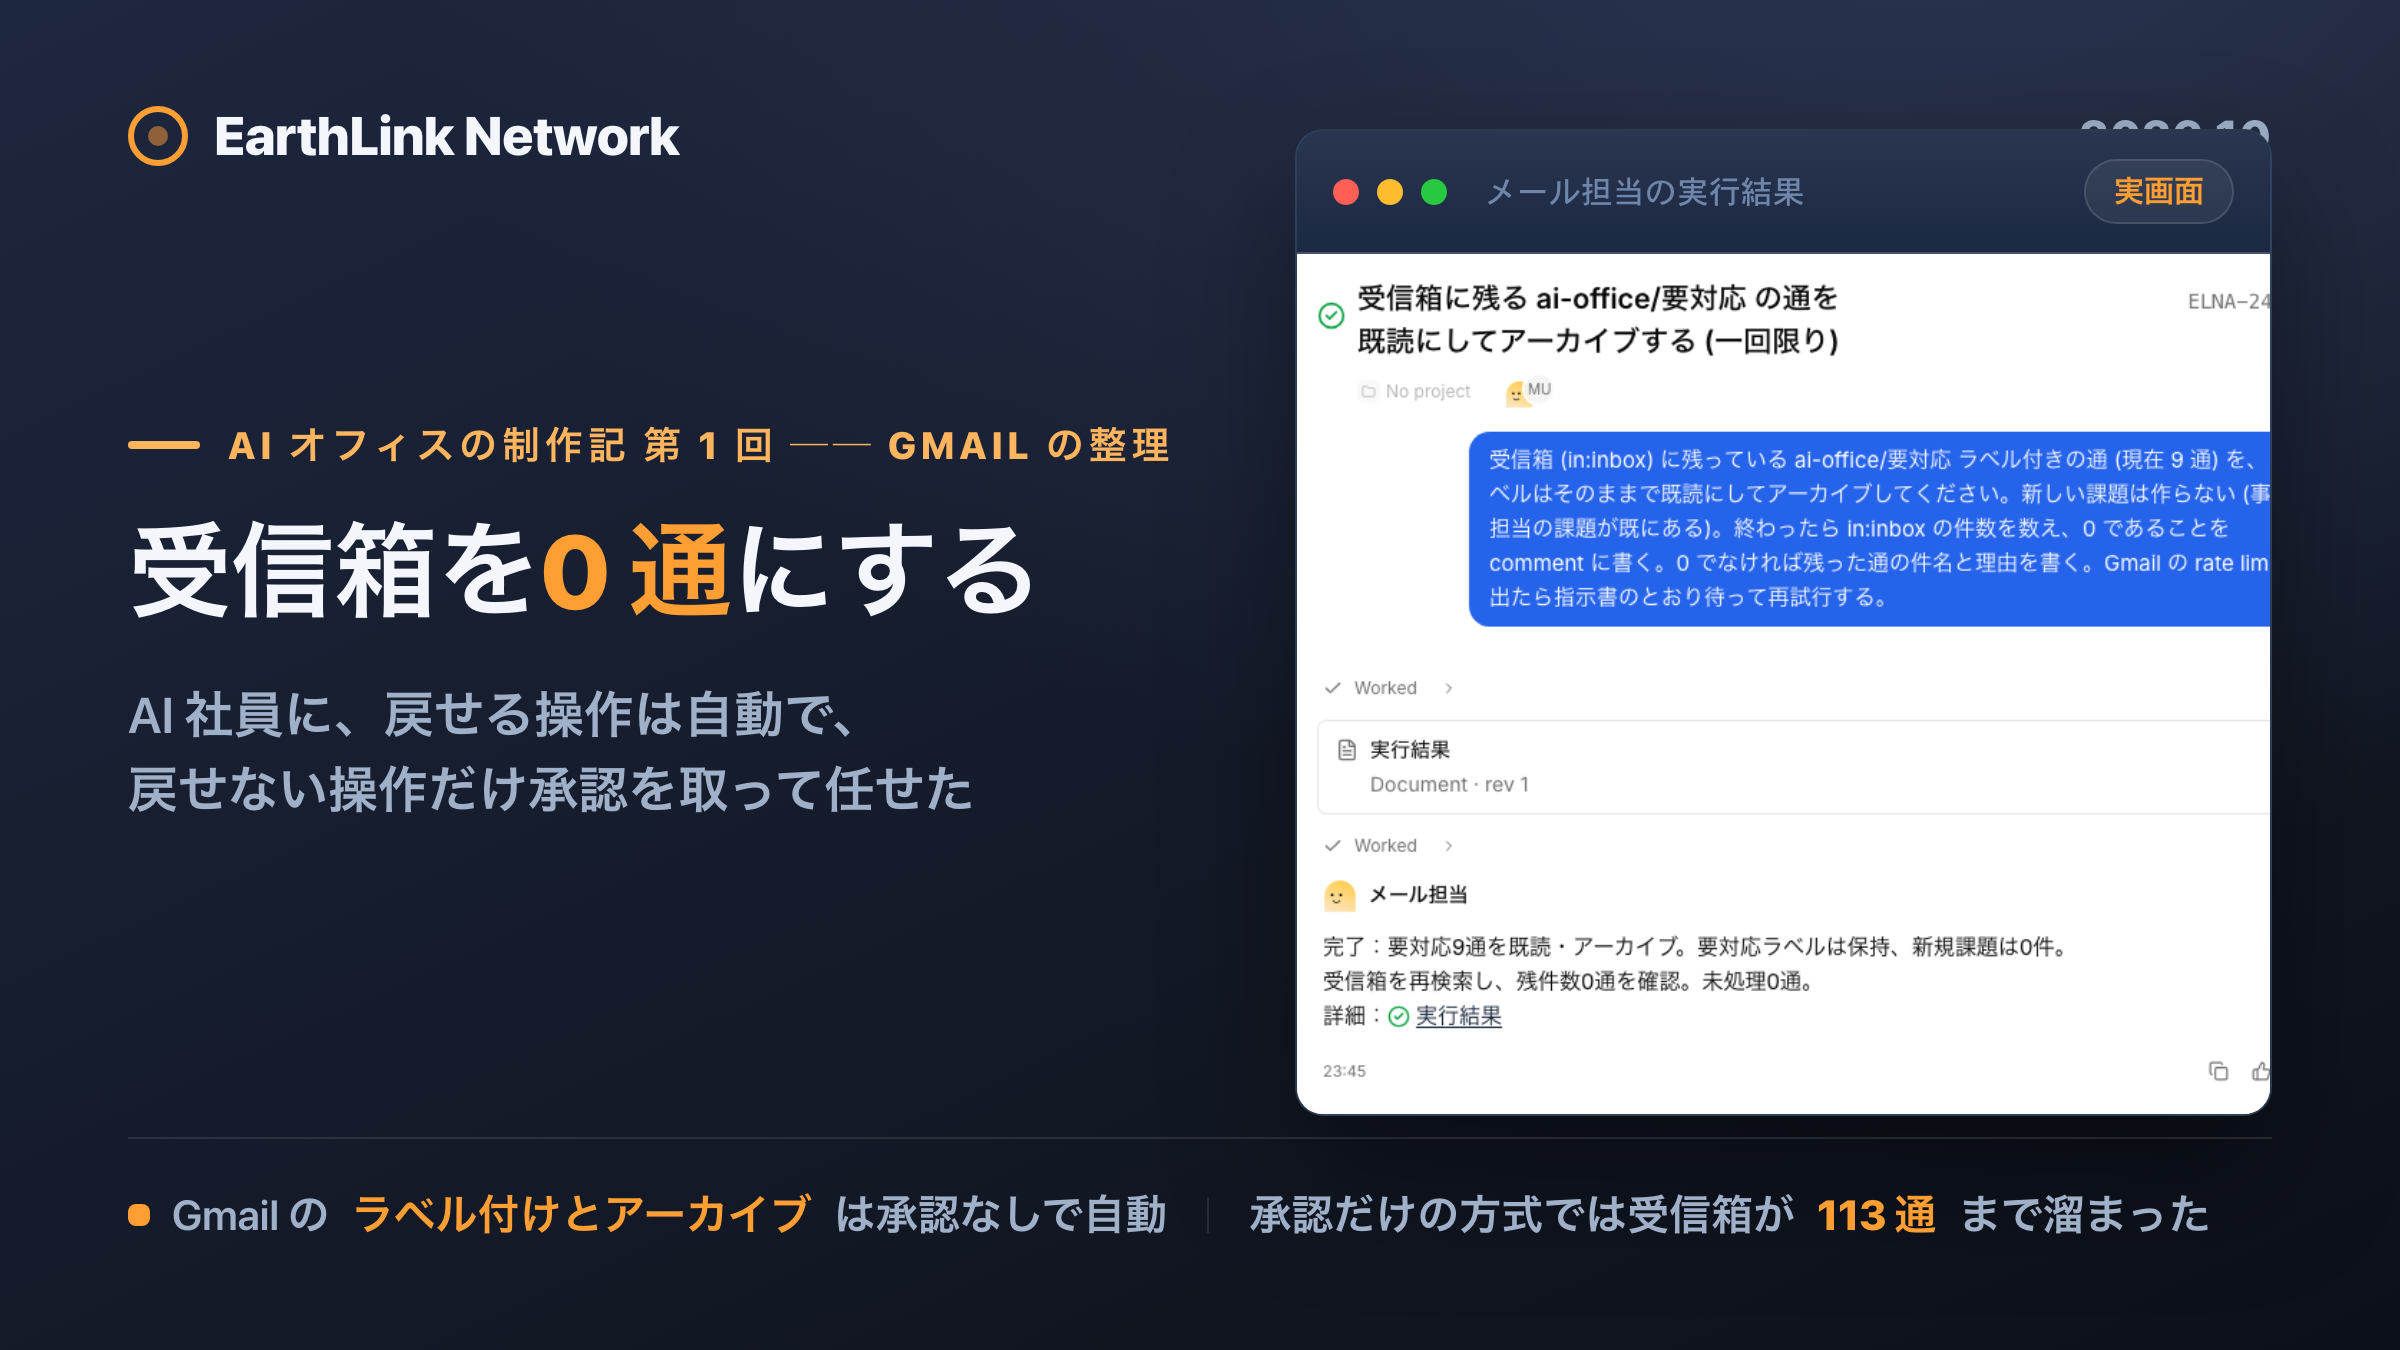 EarthLink Network
AI オフィスの制作記 第 1 回 ―― GMAIL の整理
受信箱を0 通にする
AI 社員に、戻せる操作は自動で、
戻せない操作だけ承認を取って任せた
メール担当の実行結果
実画面
受信箱に残る ai-office/要対応 の通を
既読にしてアーカイブする (一回限り)
ELNA-24
No project
MU
受信箱 (in:inbox) に残っている ai-office/要対応 ラベル付きの通 (現在 9 通) を、
ベルはそのままで既読にしてアーカイブしてください。新しい課題は作らない (事
担当の課題が既にある)。終わったら in:inbox の件数を数え、0 であることを
comment に書く。0 でなければ残った通の件名と理由を書く。Gmail の rate lim
出たら指示書のとおり待って再試行する。
Worked
実行結果
Document · rev 1
Worked
メール担当
完了：要対応9通を既読・アーカイブ。要対応ラベルは保持、新規課題は0件。
受信箱を再検索し、残件数0通を確認。未処理0通。
詳細：実行結果
23:45
Gmail の ラベル付けとアーカイブ は承認なしで自動
承認だけの方式では受信箱が 113 通 まで溜まった